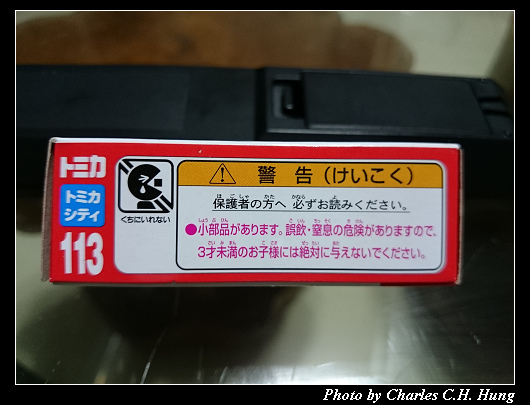 トミカ
トミカ
シティ
113
くちにいれない
警告(けいこく)
保護者の方へ 必ずお読みください。
●小部品があります。誤飲・窒息の危険がありますので、
3才未満のお子様には絶対に与えないでください。
Photo by Charles C.H. Hung